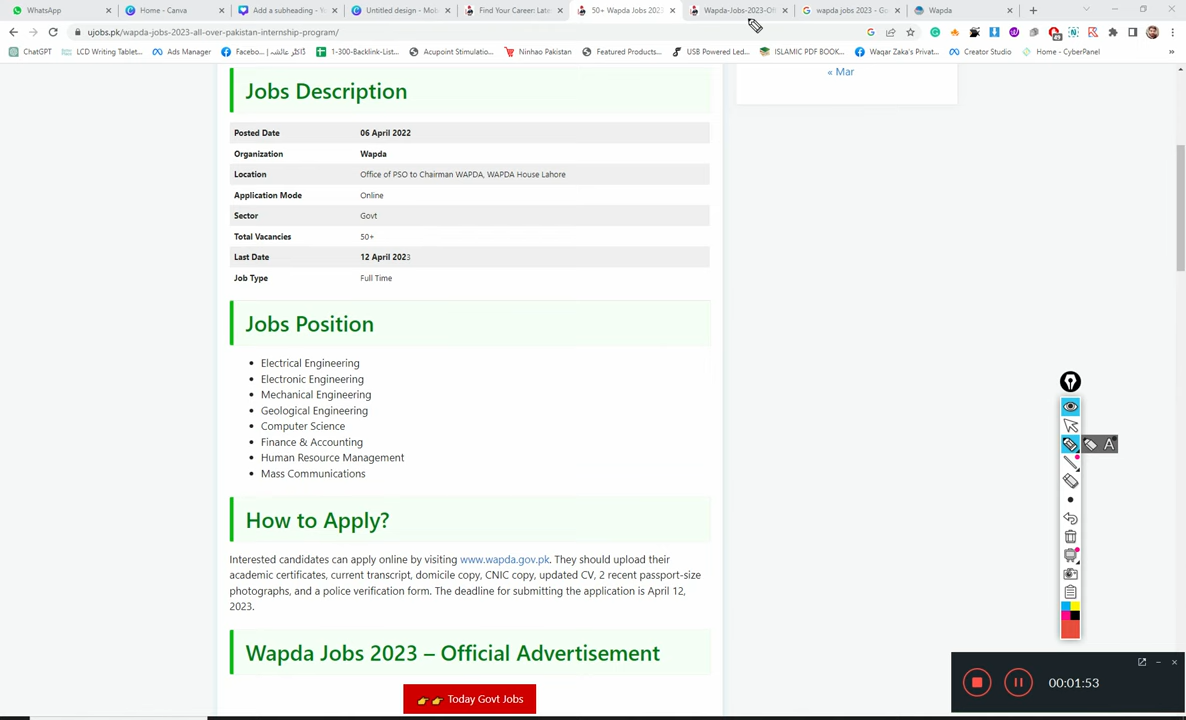 WhatsApp
Home - Canva
Add a subheading -
Untitled design -
Find Your Career: Late
50+ Wapda Jobs 2023
Wapda-Jobs-2023-Of
wapda jobs 2023 - G
Wapda
ujobs.pk/wapda-jobs-2023-all-over-pakistan-internship-program/
ChatGPT
LCD Writing Tablet...
Ads Manager
Faceboo..
1-300-Backlink-List...
Acupoint Stimulatio...
Ninhao Pakistan
Featured Products...
USB Powered Led...
ISLAMIC PDF BOOK...
Waqar Zaka's Privat...
Creator Studio
Home - CyberPanel
»
« Mar
Jobs Description
Posted Date 06 April 2022
Organization Wapda
Location Office of PSO to Chairman WAPDA, WAPDA House Lahore
Application Mode Online
Sector Govt
Total Vacancies 50+
Last Date 12 April 2023
Job Type Full Time
Jobs Position
Electrical Engineering
Electronic Engineering
Mechanical Engineering
Geological Engineering
Computer Science
Finance & Accounting
Human Resource Management
Mass Communications
How to Apply?
Interested candidates can apply online by visiting www.wapda.gov.pk. They should upload their
academic certificates, current transcript, domicile copy, CNIC copy, updated CV, 2 recent passport-size
photographs, and a police verification form. The deadline for submitting the application is April 12,
2023.
Wapda Jobs 2023 – Official Advertisement
👉 👉 Today Govt Jobs
A
00:01:53